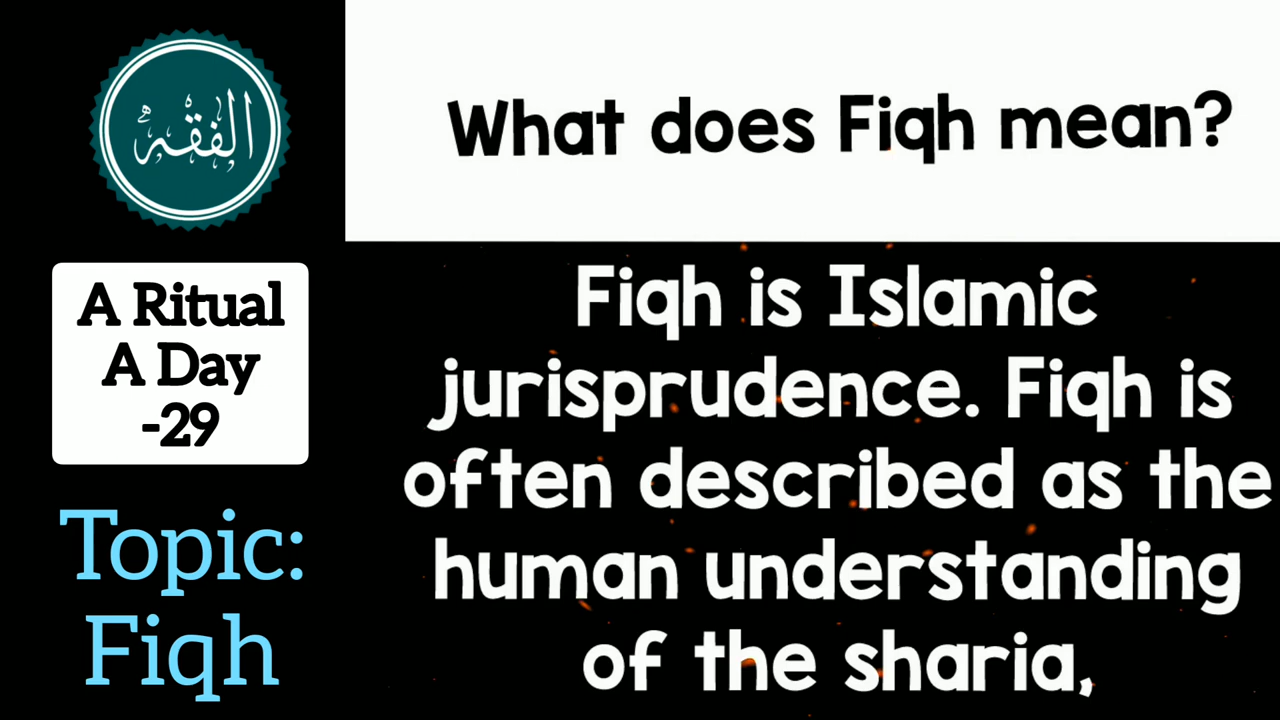 الفقه
A Ritual
A Day
-29
Topic:
Fiqh
What does Fiqh mean?
Fiqh is Islamic
jurisprudence. Fiqh is
often described as the
human understanding
of the sharia,